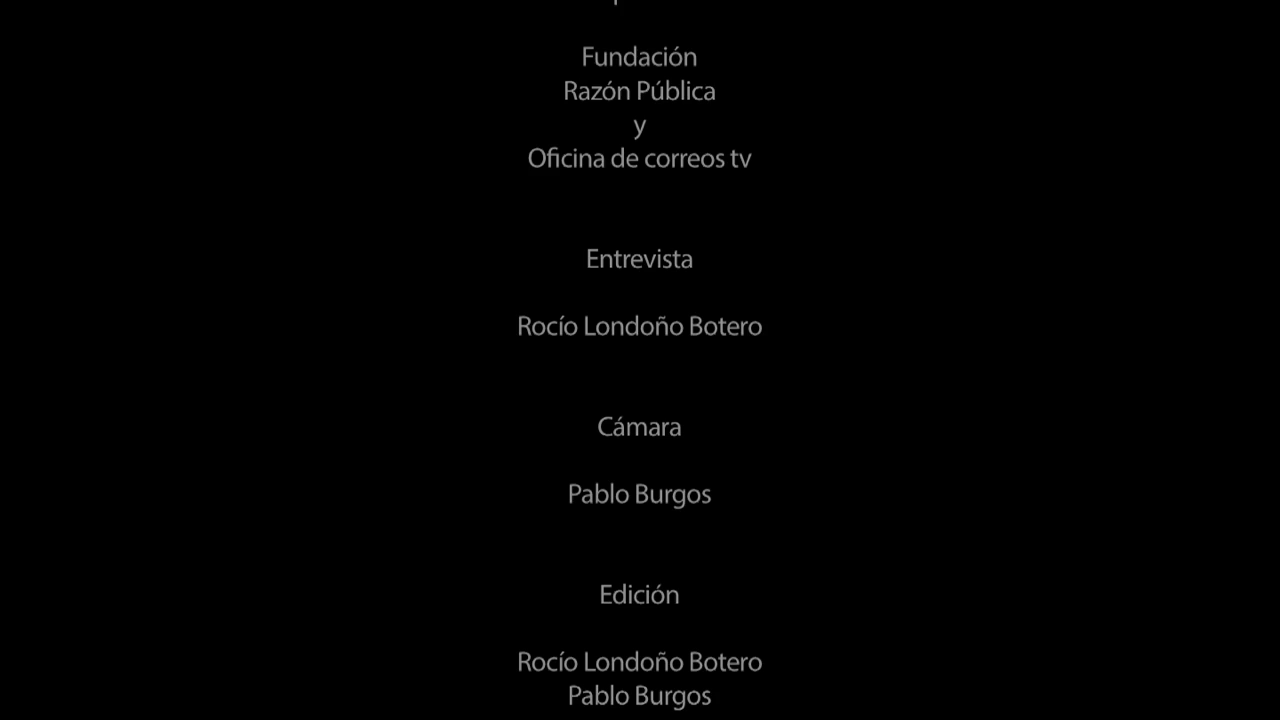 Fundación
Razón Pública
y
Oficina de correos tv
Entrevista
Rocío Londoño Botero
Cámara
Pablo Burgos
Edición
Rocío Londoño Botero
Pablo Burgos